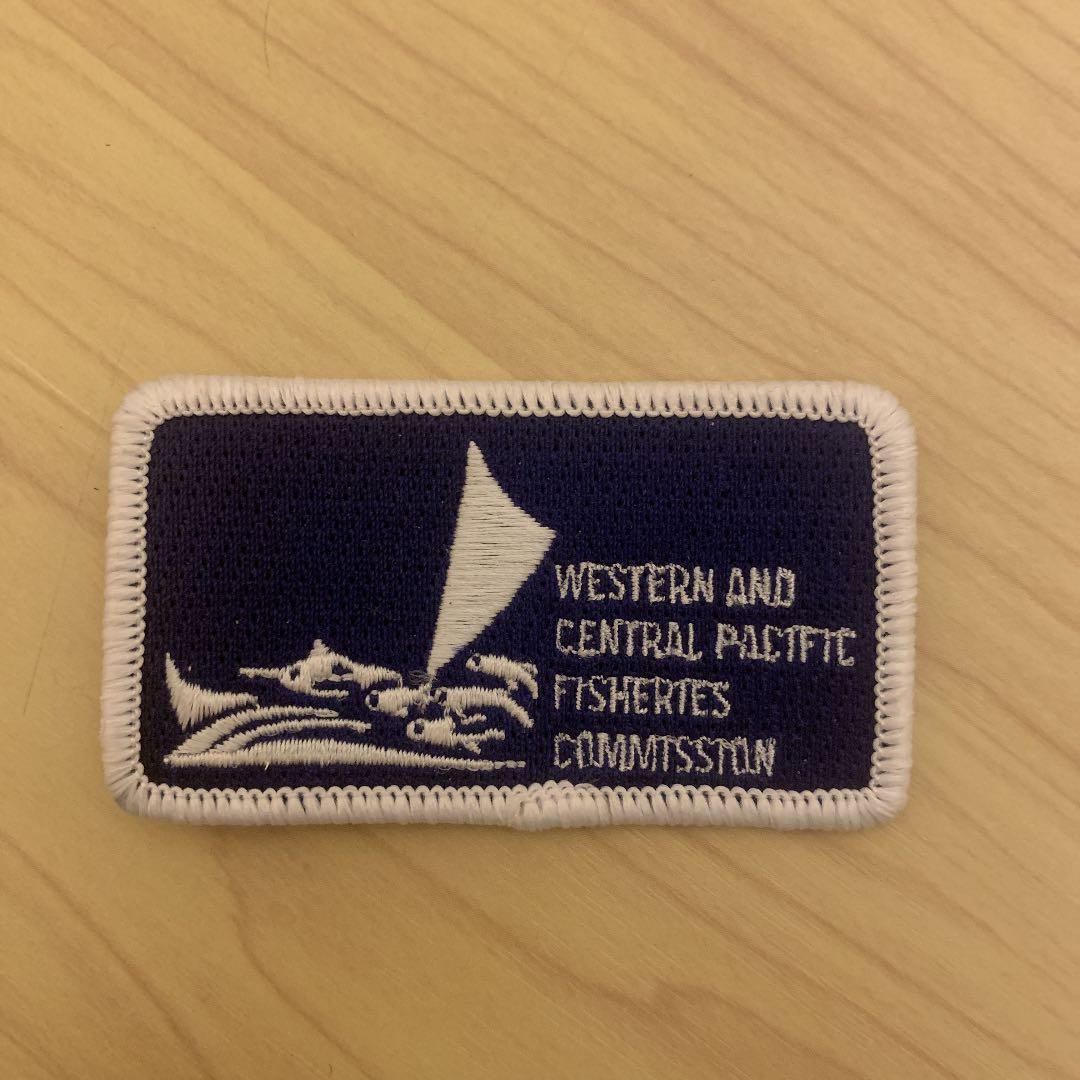 WESTERN AND
CENTRAL PACIFIC
FISHERIES
COMMISSION